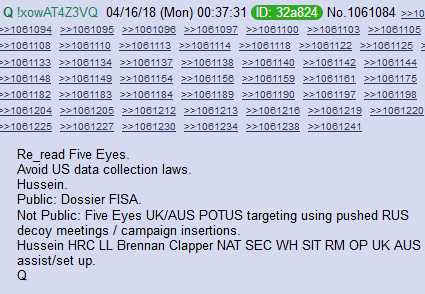 Q !xowAT4Z3VQ 04/16/18 (Mon) 00:37:31 ID: 32a824 No.1061084 >>10
>>1061094 >>1061095 >>1061096 >>1061097 >>1061100 >>1061103 >>1061105
>>1061108 >>1061110 >>1061113 >>1061114 >>1061118 >>1061122 >>1061125 >>
>>1061133 >>1061134 >>1061137 >>1061138 >>1061140 >>1061142 >>1061144
>>1061148 >>1061149 >>1061154 >>1061156 >>1061159 >>1061161 >>1061175
>>1061182 >>1061183 >>1061184 >>1061189 >>1061190 >>1061197 >>1061198
>>1061204 >>1061205 >>1061212 >>1061213 >>1061216 >>1061219 >>1061220
>>1061225 >>1061227 >>1061230 >>1061234 >>1061236 >>1061241
Re_read Five Eyes.
Avoid US data collection laws.
Hussein.
Public: Dossier FISA.
Not Public: Five Eyes UK/AUS POTUS targeting using pushed RUS
decoy meetings / campaign insertions.
Hussein HRC LL Brennan Clapper NAT SEC WH SIT RM OP UK AUS
assist/set up.
Q